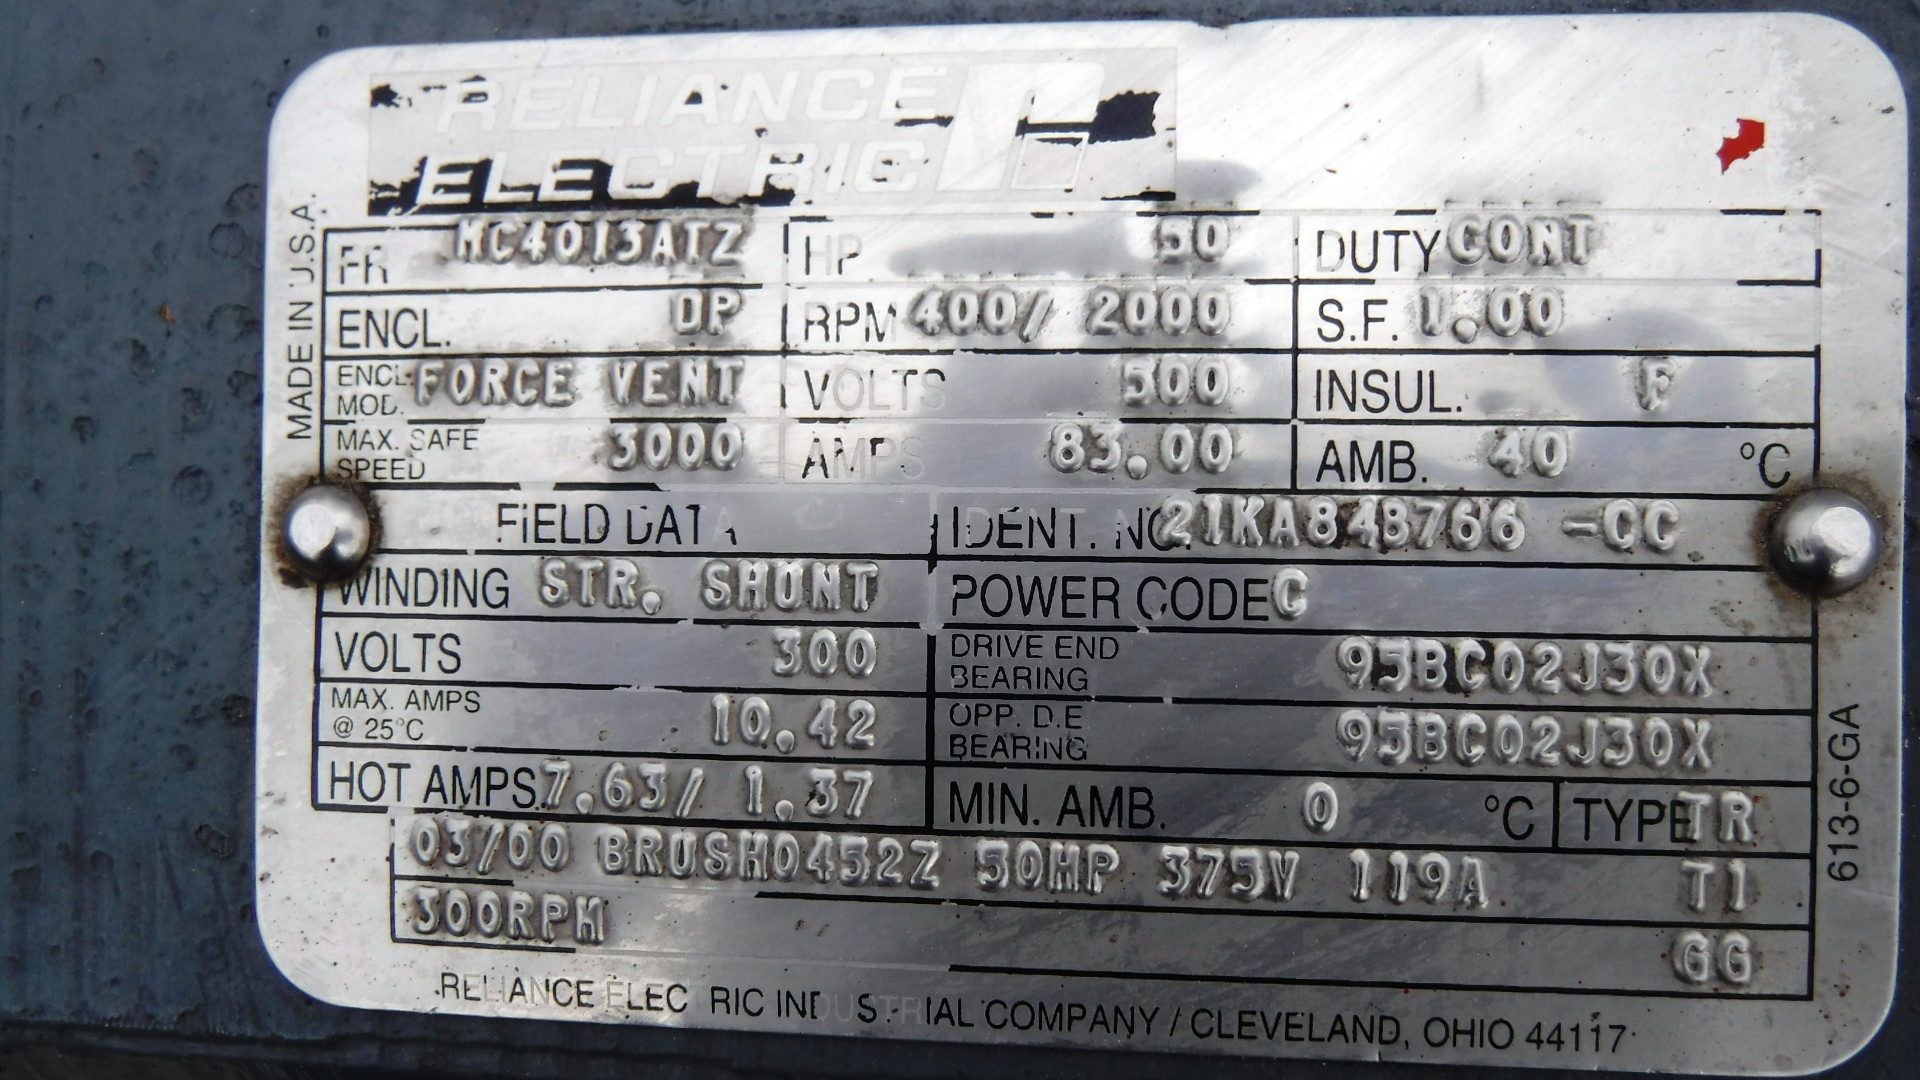 RELIANCE
ELECTRIC
MADE IN U.S.A.
FR MC4013ATZ HP 50 DUTY CONT
ENCL. DP RPM 400/ 2000 S.F. 1.00
ENCL. MOD. FORCE VENT VOLTS 500 INSUL. F
MAX. SAFE SPEED 3000 AMPS 83.00 AMB. 40 °C
FIELD DATA IDENT. NO. 21KA848766 -CC
WINDING STR. SHUNT POWER CODE C
VOLTS 300 DRIVE END BEARING 95BC02J30X
MAX. AMPS @ 25°C 10.42 OPP. D.E BEARING 95BC02J30X
HOT AMPS 7.63/ 1.37 MIN. AMB. 0 °C TYPE TR
03/00 BRUSH0452Z 50HP 375V 119A T1
300RPM GG
RELIANCE ELECTRIC INDUSTRIAL COMPANY / CLEVELAND, OHIO 44117
613-6-GA